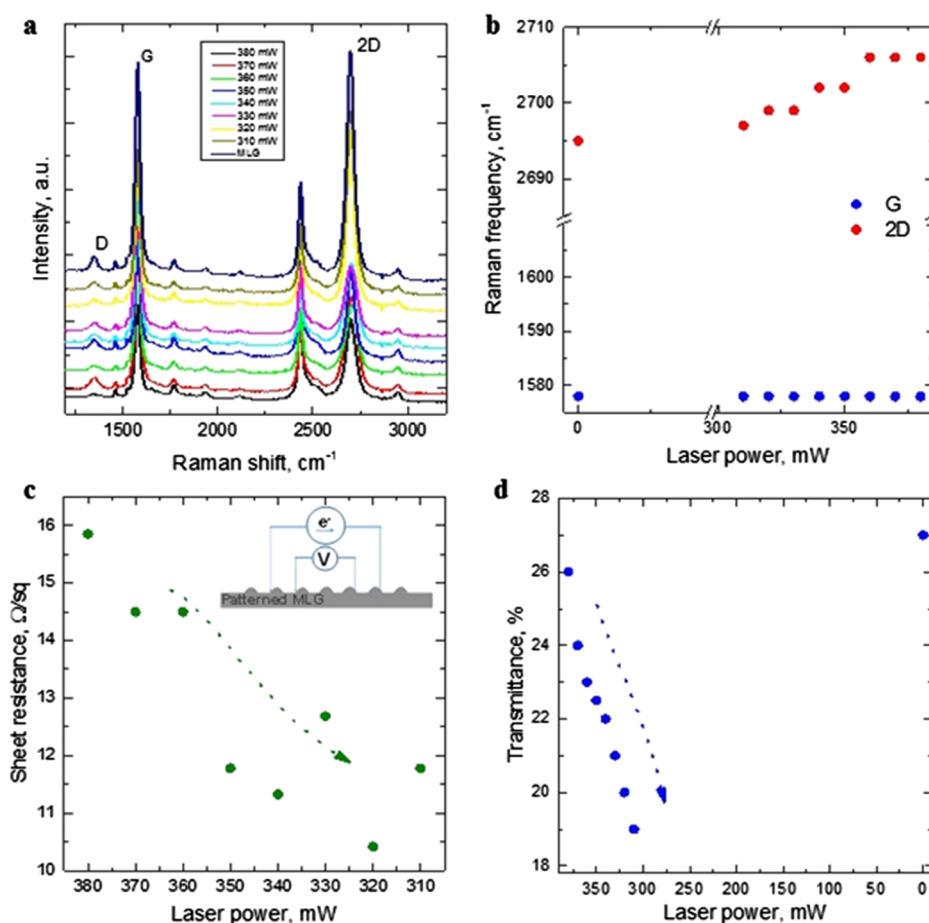 a
G
2D
D
380 mW
370 mW
360 mW
350 mW
340 mW
330 mW
320 mW
310 mW
MLG
Intensity, a.u.
1500 2000 2500 3000
Raman shift, cm-1
b
2710
2700
2690
1600
1590
1580
Raman frequency, cm-1
G
2D
0 300 350
Laser power, mW
c
16
15
14
13
12
11
10
Sheet resistance, Ω/sq
e-
V
Patterned MLG
380 370 360 350 340 330 320 310
Laser power, mW
d
28
26
24
22
20
18
Transmittance, %
350 300 250 200 150 100 50 0
Laser power, mW